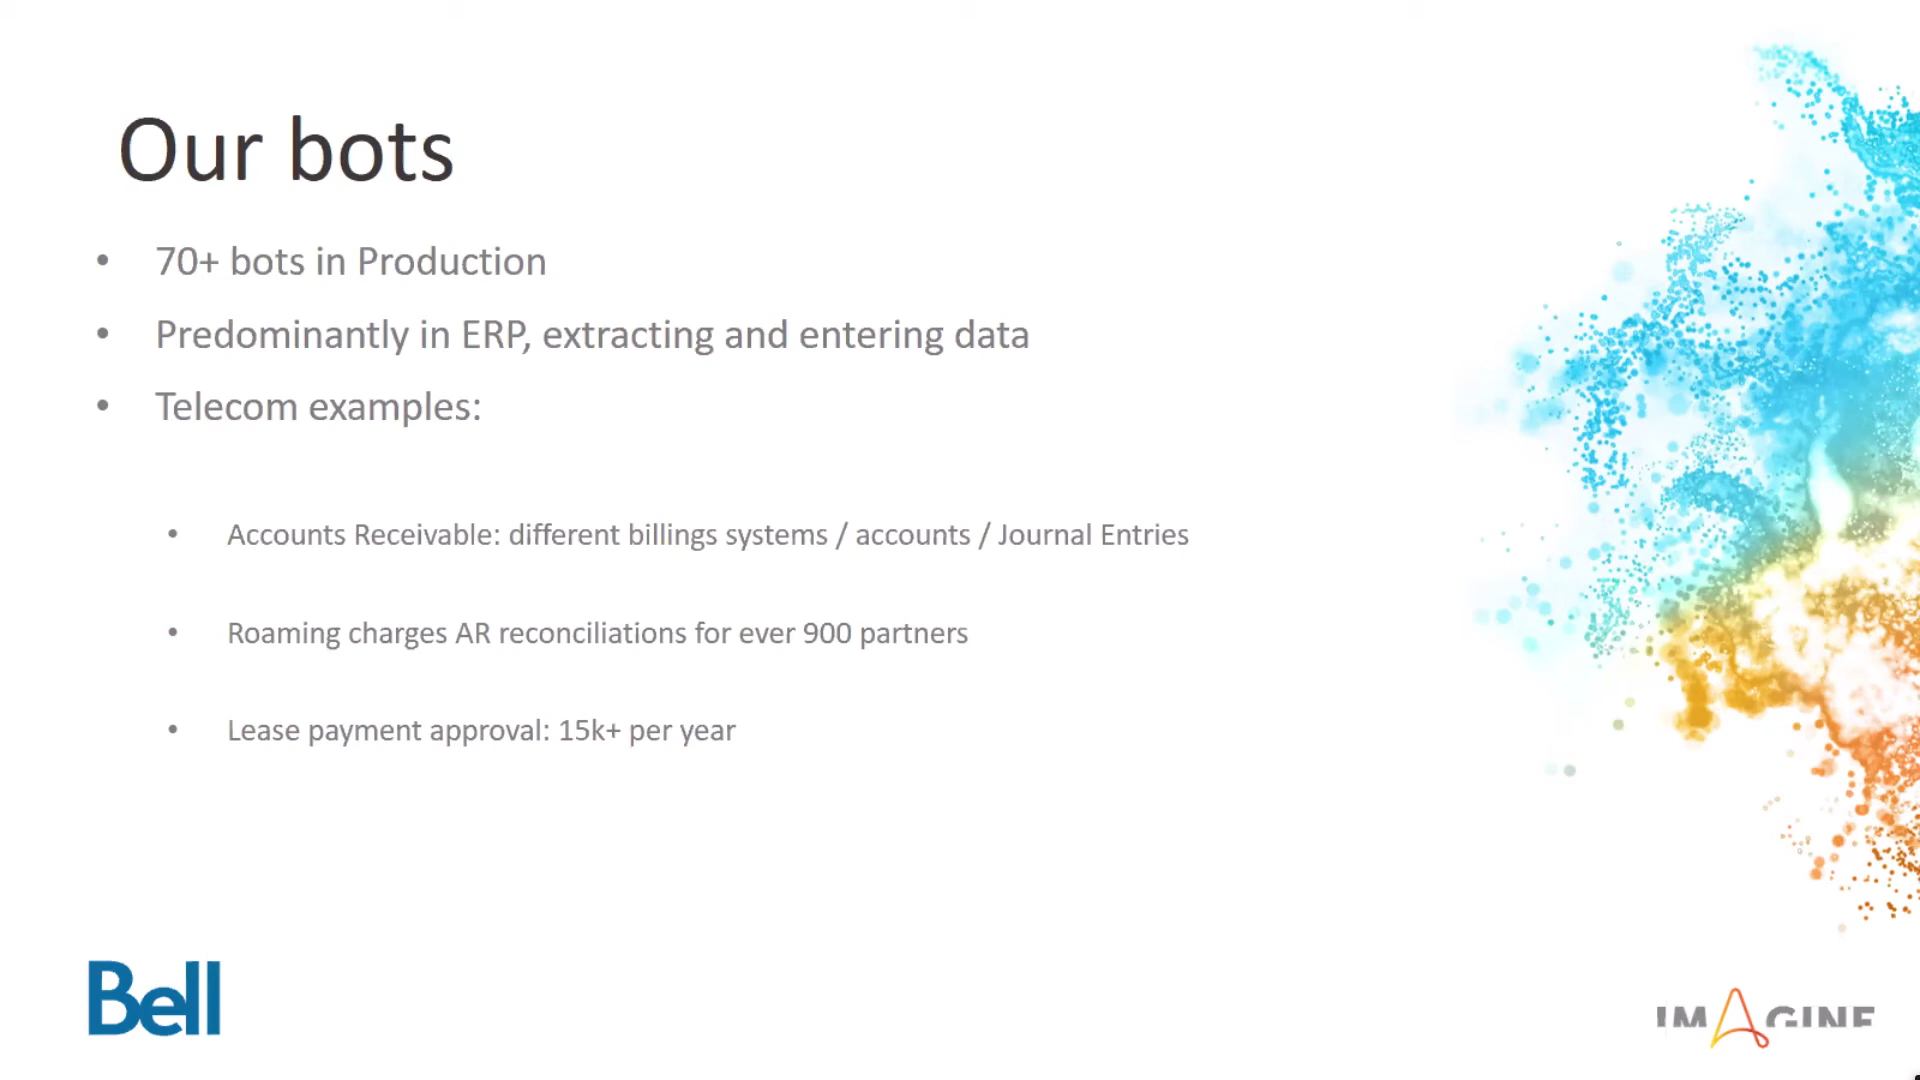 Our bots
• 70+ bots in Production
• Predominantly in ERP, extracting and entering data
• Telecom examples:
• Accounts Receivable: different billings systems / accounts / Journal Entries
• Roaming charges AR reconciliations for ever 900 partners
• Lease payment approval: 15k+ per year
Bell
IMAGINE